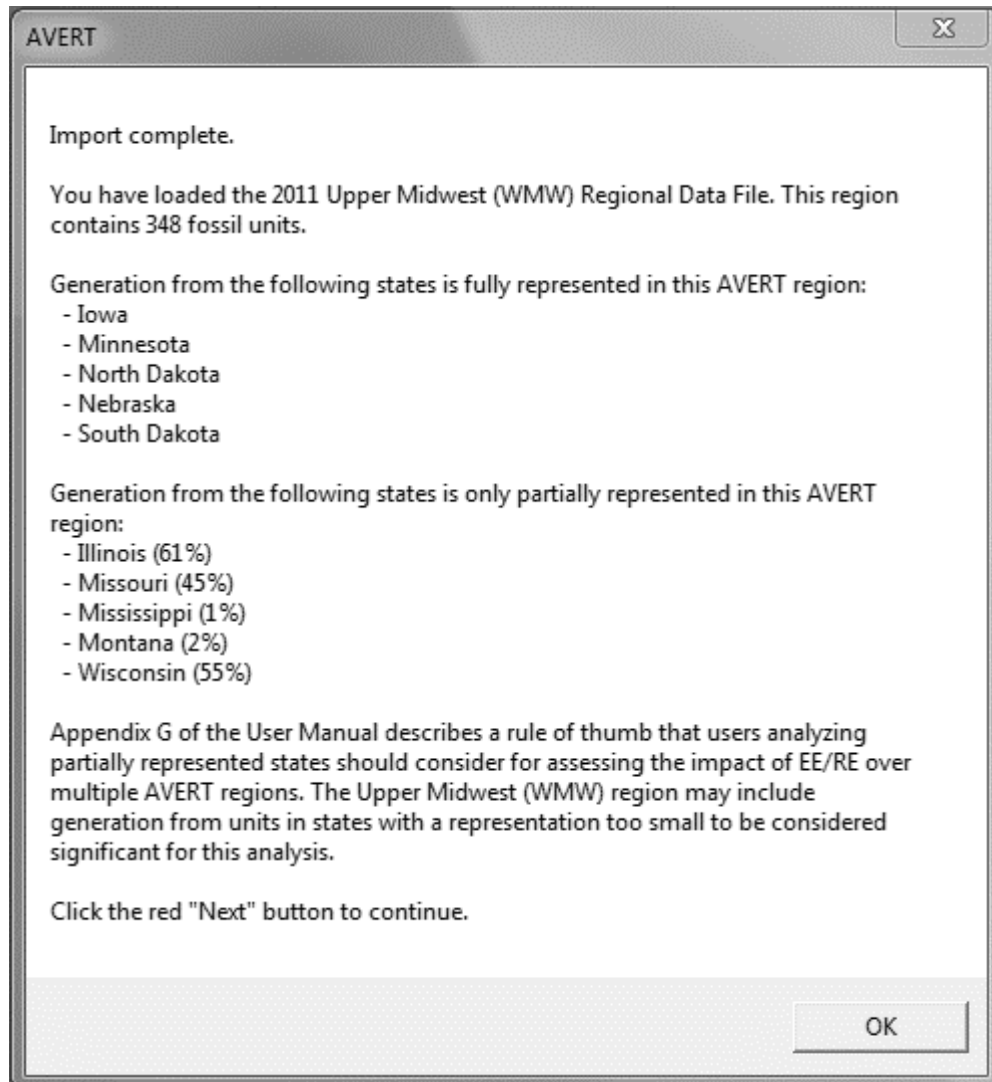 AVERT
Import complete.
You have loaded the 2011 Upper Midwest (WMW) Regional Data File. This region
contains 348 fossil units.
Generation from the following states is fully represented in this AVERT region:
- Iowa
- Minnesota
- North Dakota
- Nebraska
- South Dakota
Generation from the following states is only partially represented in this AVERT
region:
- Illinois (61%)
- Missouri (45%)
- Mississippi (1%)
- Montana (2%)
- Wisconsin (55%)
Appendix G of the User Manual describes a rule of thumb that users analyzing
partially represented states should consider for assessing the impact of EE/RE over
multiple AVERT regions. The Upper Midwest (WMW) region may include
generation from units in states with a representation too small to be considered
significant for this analysis.
Click the red "Next" button to continue.
OK